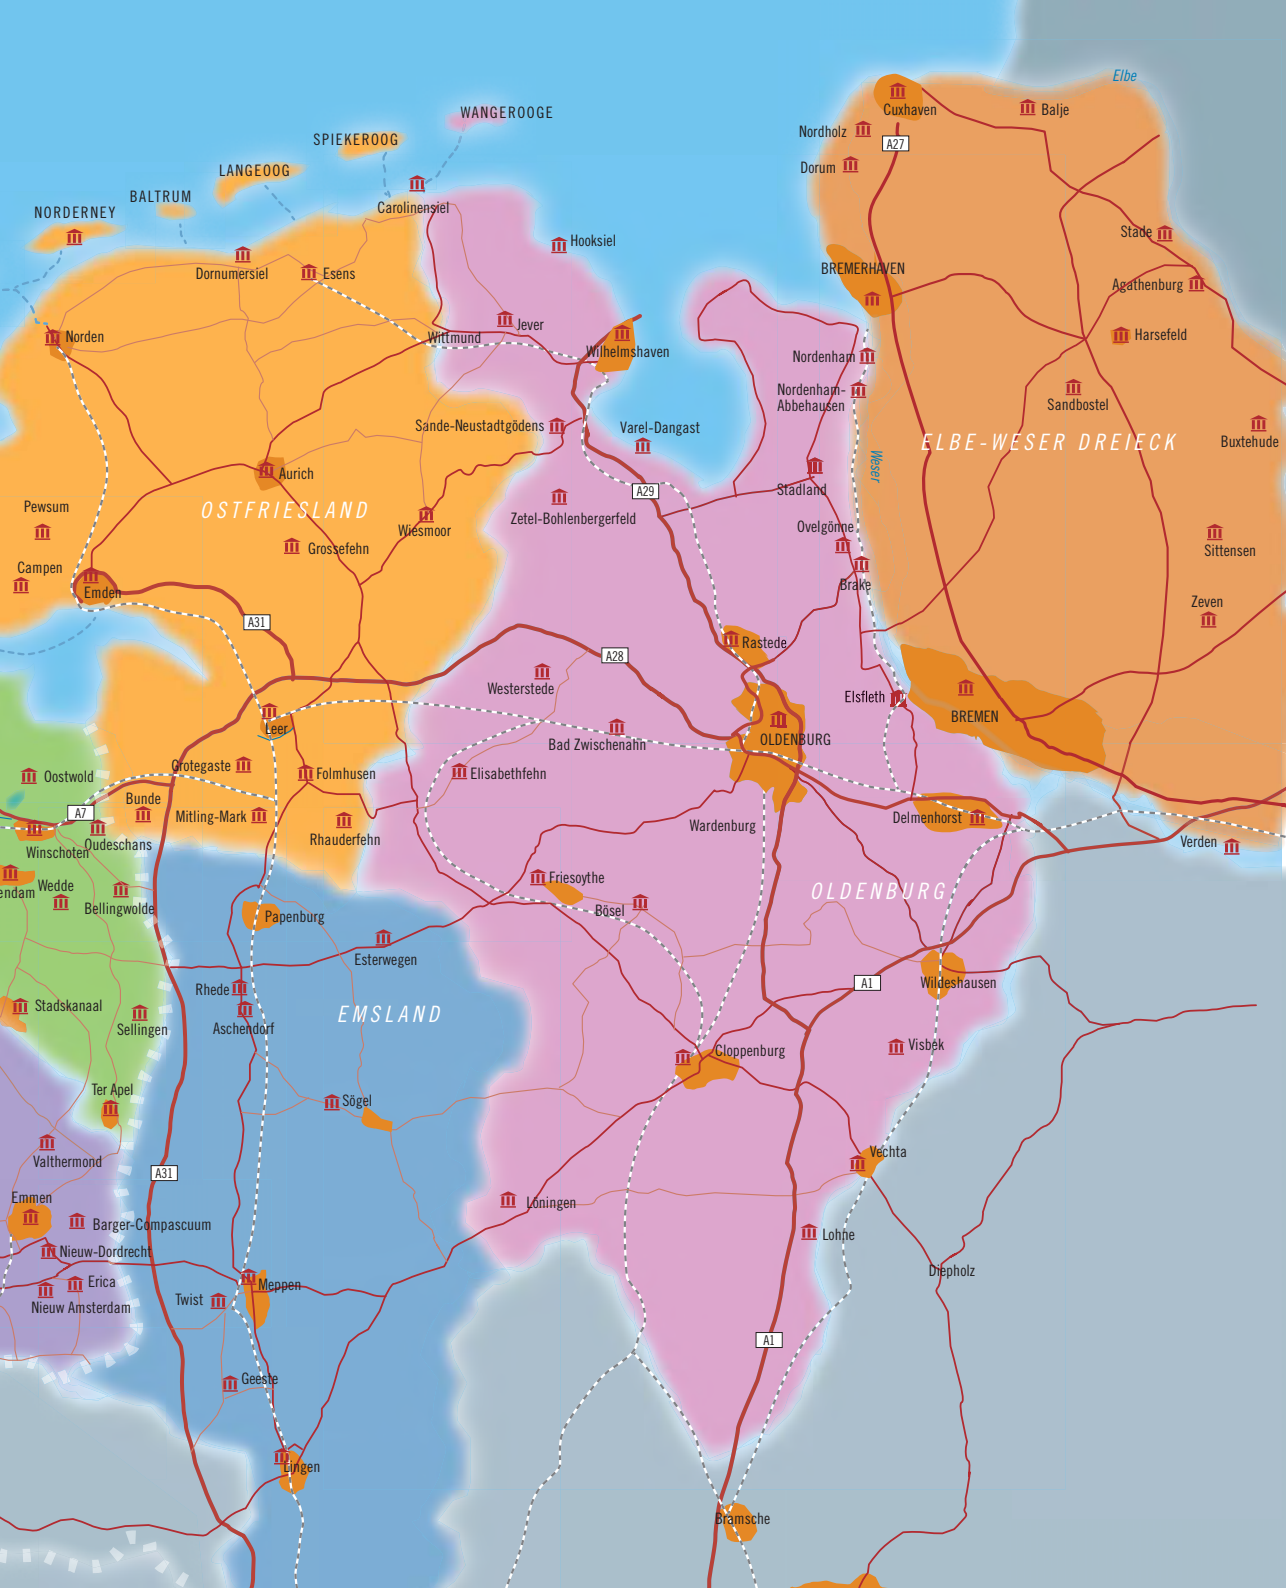 Elbe
WANGEROOGE
Cuxhaven
Balje
SPIEKEROOG
Nordholz
A27
LANGEOOG
Dorum
BALTRUM
Carolinensiel
NORDERNEY
Stade
Hooksiel
Dornumersiel
Esens
BREMERHAVEN
Agathenburg
Jever
Norden
Wittmund
Wilhelmshaven
Nordenham
Harsefeld
Nordenham-
Abbehausen
Sandbostel
Sande-Neustadtgödens
Varel-Dangast
ELBE-WESER DREIECK
Buxtehude
Weser
Aurich
Stadland
A29
Pewsum
OSTFRIESLAND
Wiesmoor
Zetel-Bohlenbergerfeld
Ovelgönne
Grossefehn
Sittensen
Campen
Emden
Brake
Zeven
A31
Rastede
A28
Westerstede
Elsfleth
BREMEN
Leer
Bad Zwischenahn
OLDENBURG
Grotegaste
Folmhusen
Elisabethfehn
Oostwold
Bunde
A7
Mitling-Mark
Rhauderfehn
Wardenburg
Delmenhorst
Oudeschans
Winschoten
Verden
endam
Wedde
Bellingwolde
Friesoythe
Bösel
OLDENBURG
Papenburg
Esterwegen
Rhede
A1
Wildeshausen
Stadskanaal
Sellingen
Aschendorf
EMSLAND
Cloppenburg
Visbek
Ter Apel
Sögel
Valthermond
Vechta
A31
Emmen
Löningen
Barger-Compascuum
Lohne
Nieuw-Dordrecht
Diepholz
Erica
Meppen
Nieuw Amsterdam
Twist
A1
Geeste
Lingen
Bramsche